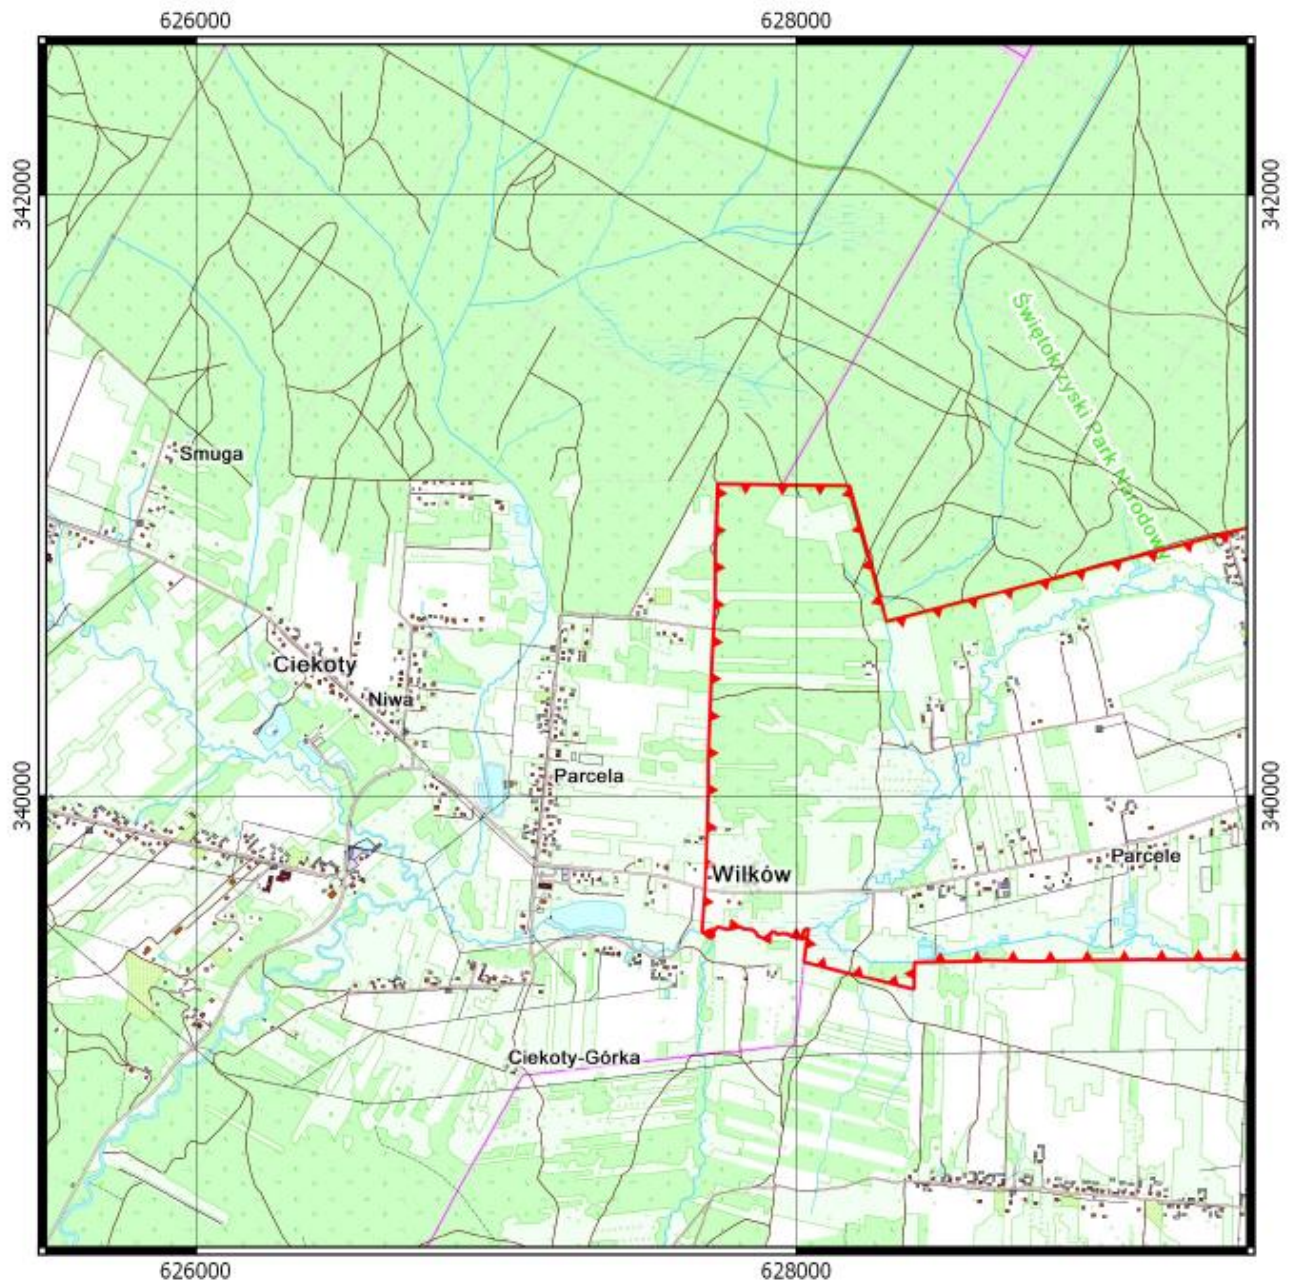 626000
628000
342000
342000
Świętokrzyski Park Narodowy
Smuga
Ciekoty
Niwa
Parcela
340000
340000
Parcele
Wilków
Ciekoty-Górka
626000
628000